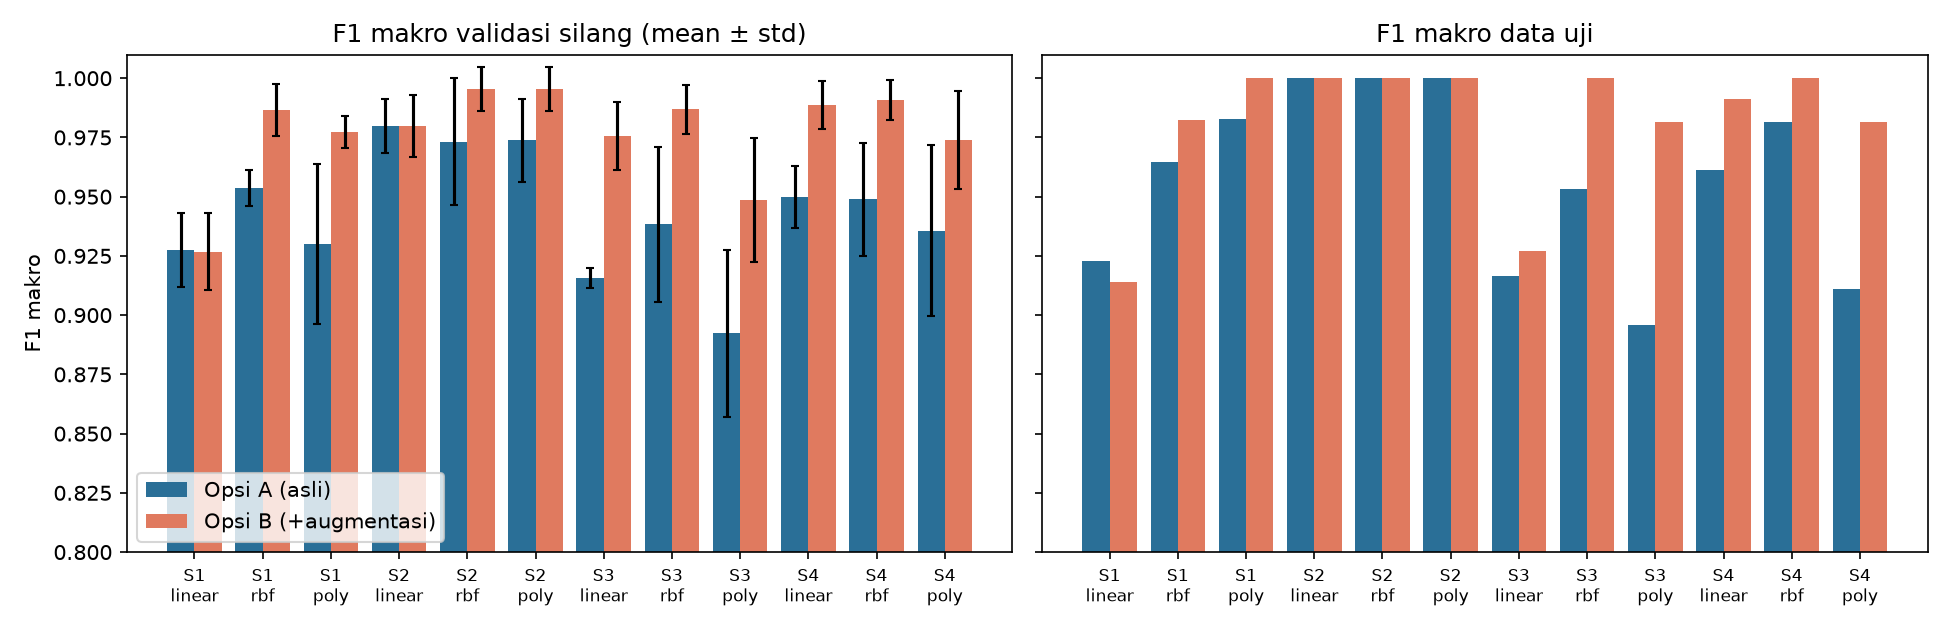 F1 makro validasi silang (mean ± std)
F1 makro
1.000
0.975
0.950
0.925
0.900
0.875
0.850
0.825
0.800
Opsi A (asli)
Opsi B (+augmentasi)
S1 linear
S1 rbf
S1 poly
S2 linear
S2 rbf
S2 poly
S3 linear
S3 rbf
S3 poly
S4 linear
S4 rbf
S4 poly
F1 makro data uji
S1 linear
S1 rbf
S1 poly
S2 linear
S2 rbf
S2 poly
S3 linear
S3 rbf
S3 poly
S4 linear
S4 rbf
S4 poly